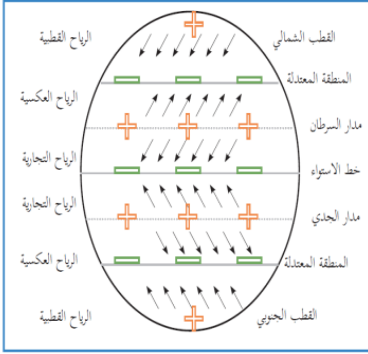 القطب الشمالي
الرياح القطبية
المنطقة المعتدلة
الرياح العكسية
مدار السرطان
الرياح التجارية
خط الاستواء
الرياح التجارية
مدار الجدي
المنطقة المعتدلة
الرياح العكسية
القطب الجنوبي
الرياح القطبية